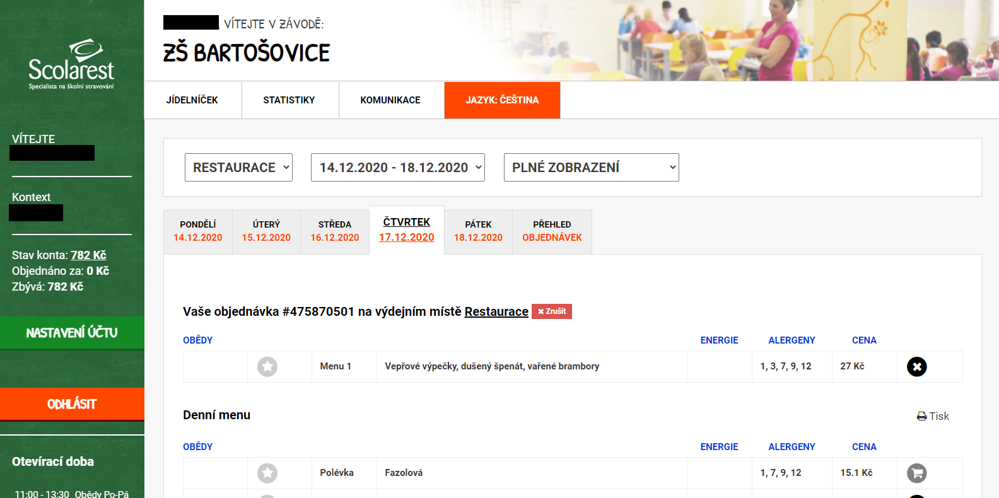 Scolarest
Specialista na školní stravování
VÍTEJTE
Kontext
Stav konta: 782 Kč
Objednáno za: 0 Kč
Zbývá: 782 Kč
NASTAVENÍ ÚČTU
ODHLÁSIT
Otevírací doba
11:00 - 13:30 Obědy Po-Pá
VÍTEJTE V ZÁVODĚ:
ZŠ BARTOŠOVICE
JÍDELNÍČEK STATISTIKY KOMUNIKACE JAZYK: ČEŠTINA
RESTAURACE 14.12.2020 - 18.12.2020 PLNÉ ZOBRAZENÍ
PONDĚLÍ ÚTERÝ STŘEDA ČTVRTEK PÁTEK PŘEHLED
14.12.2020 15.12.2020 16.12.2020 17.12.2020 18.12.2020 OBJEDNÁVEK
Vaše objednávka #475870501 na výdejním místě Restaurace Zrušit
OBĚDY ENERGIE ALERGENY CENA
Menu 1 Vepřové výpečky, dušený špenát, vařené brambory 1, 3, 7, 9, 12 27 Kč
Denní menu Tisk
OBĚDY ENERGIE ALERGENY CENA
Polévka Fazolová 1, 7, 9, 12 15.1 Kč